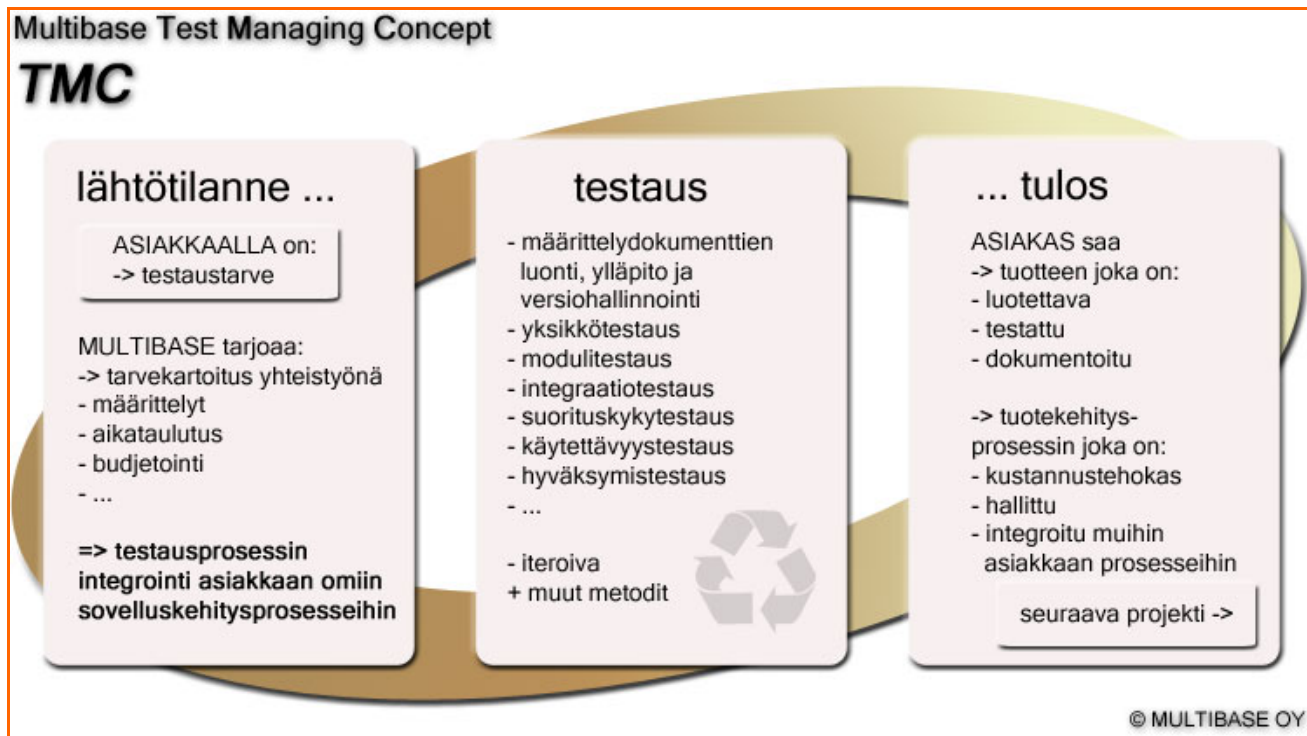 Multibase Test Managing Concept
TMC
lähtötilanne ...
ASIAKKAALLA on:
-> testaustarve
MULTIBASE tarjoaa:
-> tarvekartoitus yhteistyönä
- määrittelyt
- aikataulutus
- budjetointi
- ...
=> testausprosessin
integrointi asiakkaan omiin
sovelluskehitysprosesseihin
testaus
- määrittelydokumenttien
luonti, ylläpito ja
versiohallinnointi
- yksikkötestaus
- modulitestaus
- integraatiotestaus
- suorituskykytestaus
- käytettävyystestaus
- hyväksymistestaus
- ...
- iteroiva
+ muut metodit
... tulos
ASIAKAS saa
-> tuotteen joka on:
- luotettava
- testattu
- dokumentoitu
-> tuotekehitys-
prosessin joka on:
- kustannustehokas
- hallittu
- integroitu muihin
asiakkaan prosesseihin
seuraava projekti ->
© MULTIBASE OY